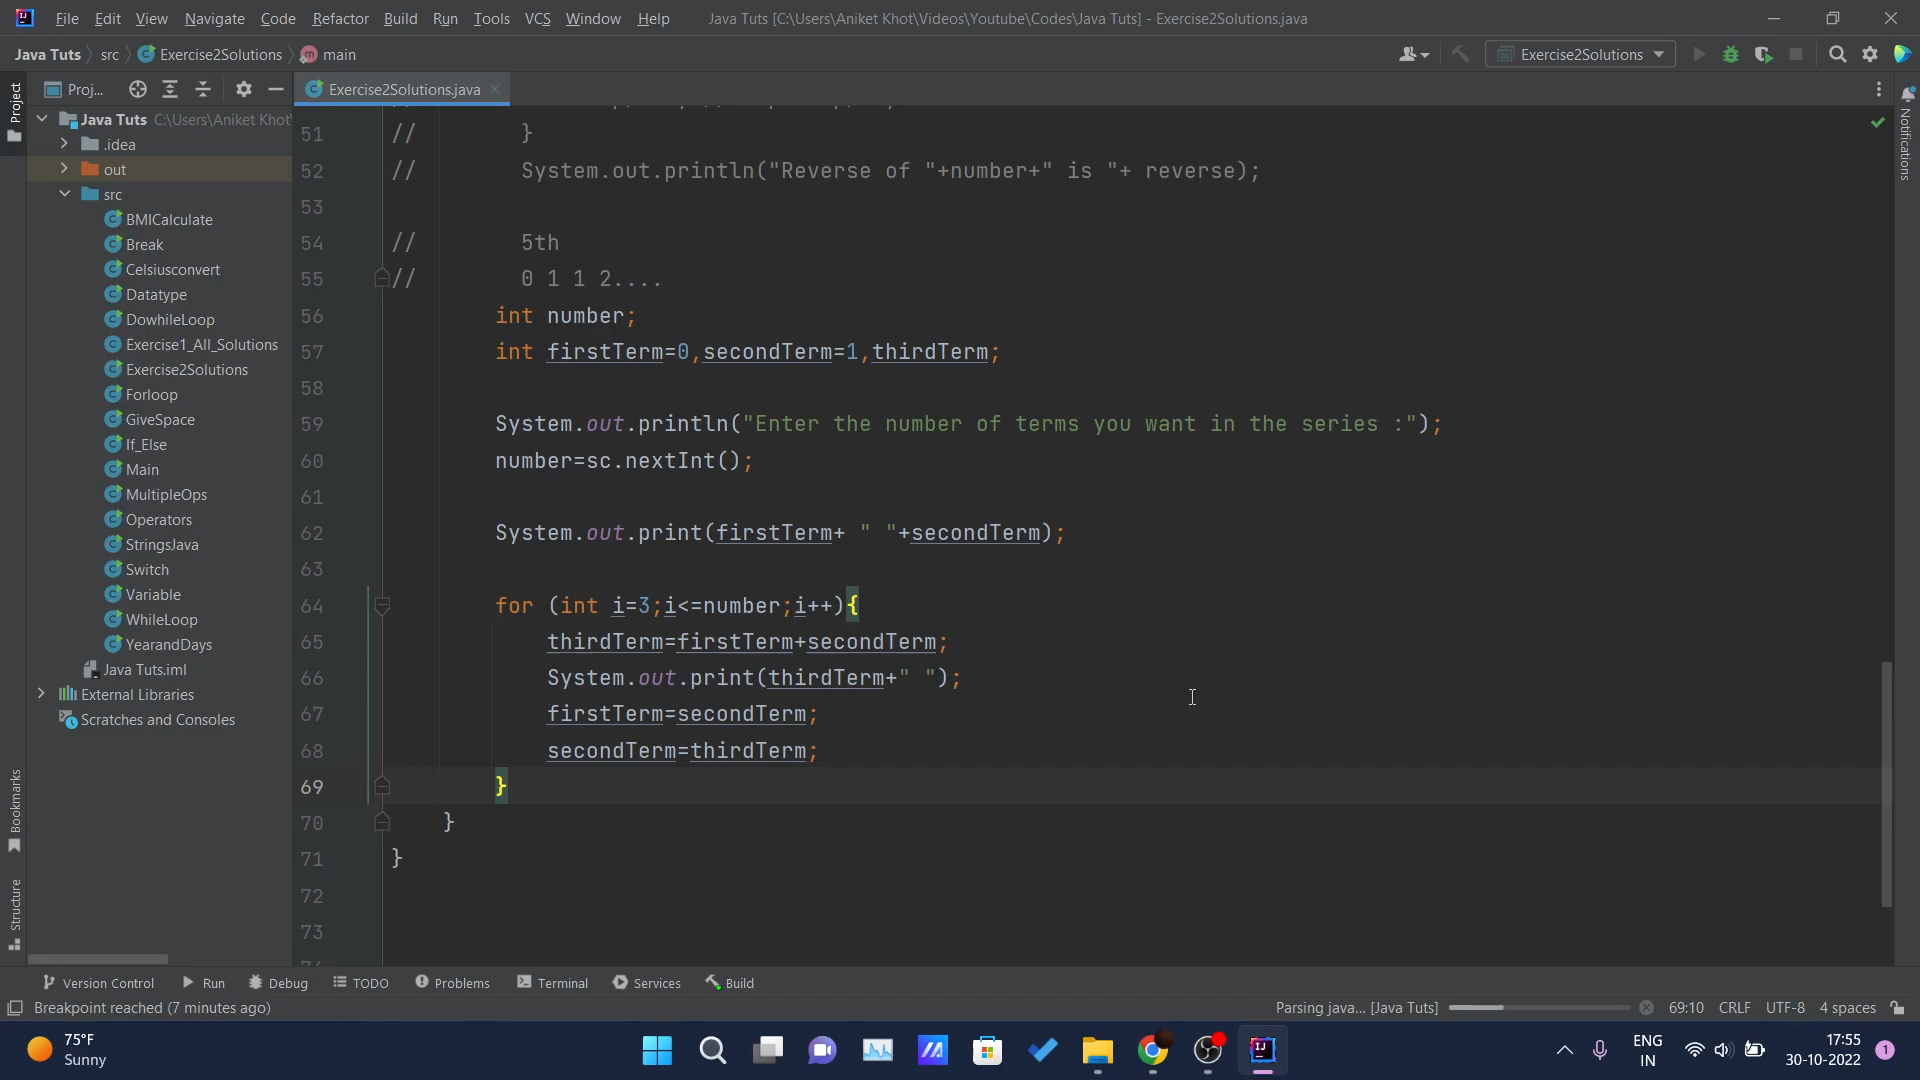 File Edit View Navigate Code Refactor Build Run Tools VCS Window Help Java Tuts [C:\Users\Aniket Khot\Videos\Youtube\Codes\Java Tuts] - Exercise2Solutions.java
Java Tuts src Exercise2Solutions main Exercise2Solutions
Project
Proj...
Exercise2Solutions.java
Notifications
Java Tuts C:\Users\Aniket Khot\
.idea
out
src
BMICalculate
Break
Celsiusconvert
Datatype
DowhileLoop
Exercise1_All_Solutions
Exercise2Solutions
Forloop
GiveSpace
If_Else
Main
MultipleOps
Operators
StringsJava
Switch
Variable
WhileLoop
YearandDays
Java Tuts.iml
External Libraries
Scratches and Consoles
Bookmarks
Structure
51 // }
52 // System.out.println("Reverse of "+number+" is "+ reverse);
53
54 // 5th
55 // 0 1 1 2....
56 int number;
57 int firstTerm=0,secondTerm=1,thirdTerm;
58
59 System.out.println("Enter the number of terms you want in the series :");
60 number=sc.nextInt();
61
62 System.out.print(firstTerm+ " "+secondTerm);
63
64 for (int i=3;i<=number;i++){
65 thirdTerm=firstTerm+secondTerm;
66 System.out.print(thirdTerm+" ");
67 firstTerm=secondTerm;
68 secondTerm=thirdTerm;
69 }
70 }
71 }
72
73
Version Control Run Debug TODO Problems Terminal Services Build
Breakpoint reached (7 minutes ago) Parsing java... [Java Tuts] 69:10 CRLF UTF-8 4 spaces
75°F
Sunny
ENG
IN
17:55
30-10-2022
1